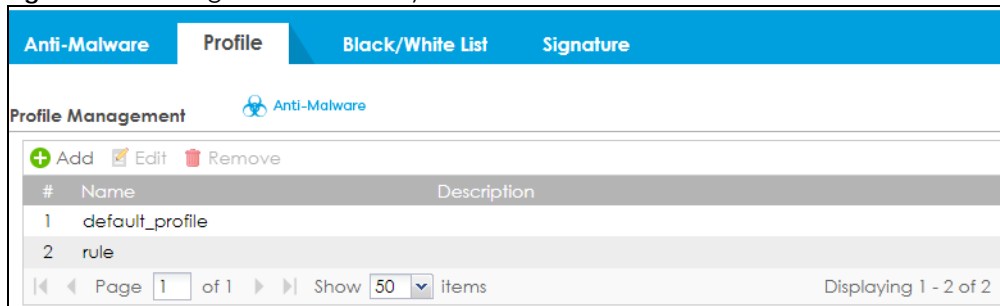 Anti-Malware Profile Black/White List Signature
Profile Management Anti-Malware
Add Edit Remove
# Name Description
1 default_profile
2 rule
Page 1 of 1 Show 50 items Displaying 1 - 2 of 2